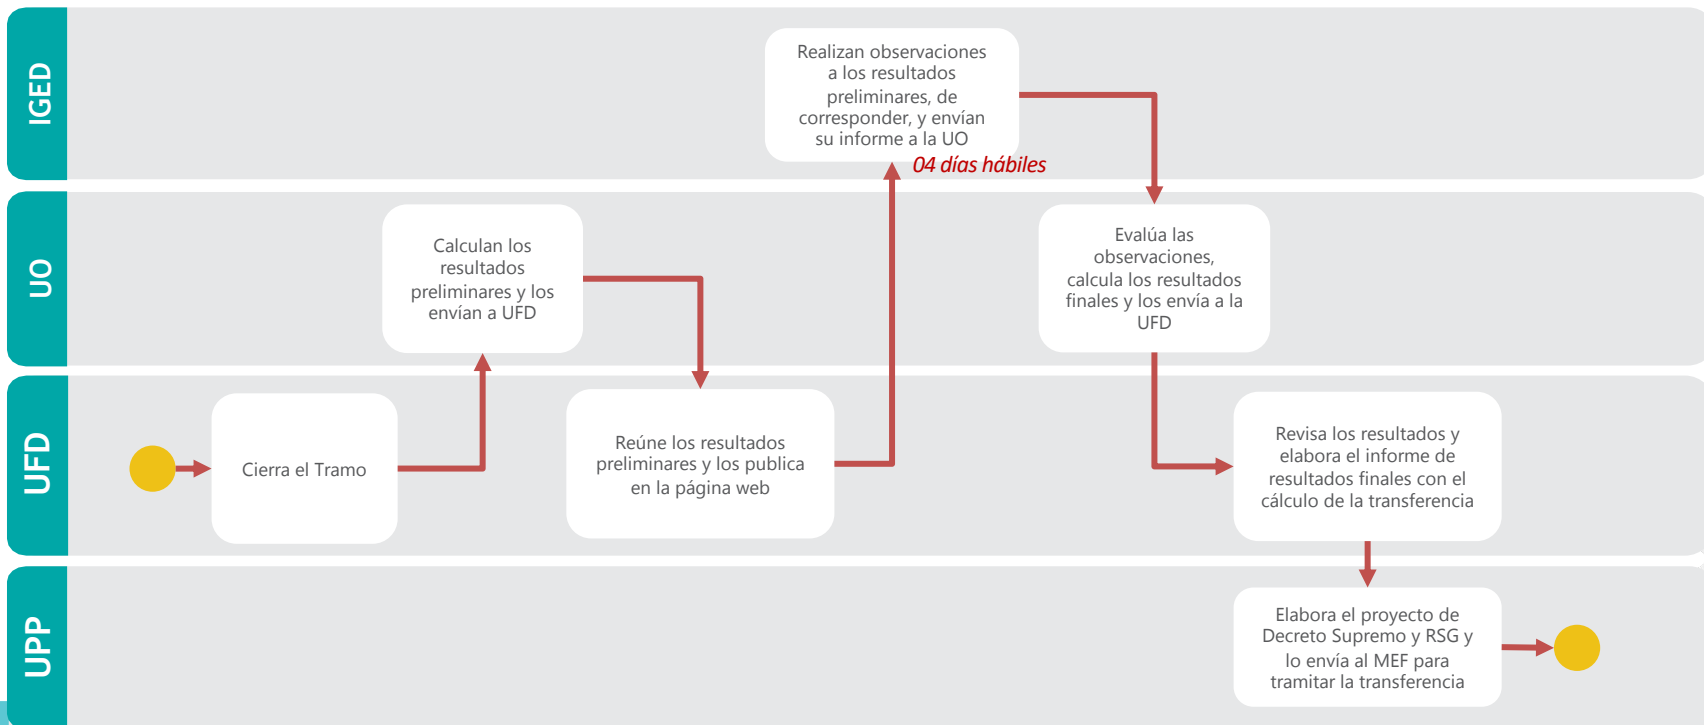 IGED
Realizan observaciones
a los resultados
preliminares, de
corresponder, y envían
su informe a la UO
04 días hábiles
UO
Calculan los
resultados
preliminares y los
envían a UFD
Evalúa las
observaciones,
calcula los resultados
finales y los envía a la
UFD
UFD
Cierra el Tramo
Reúne los resultados
preliminares y los publica
en la página web
Revisa los resultados y
elabora el informe de
resultados finales con el
cálculo de la transferencia
UPP
Elabora el proyecto de
Decreto Supremo y RSG y
lo envía al MEF para
tramitar la transferencia